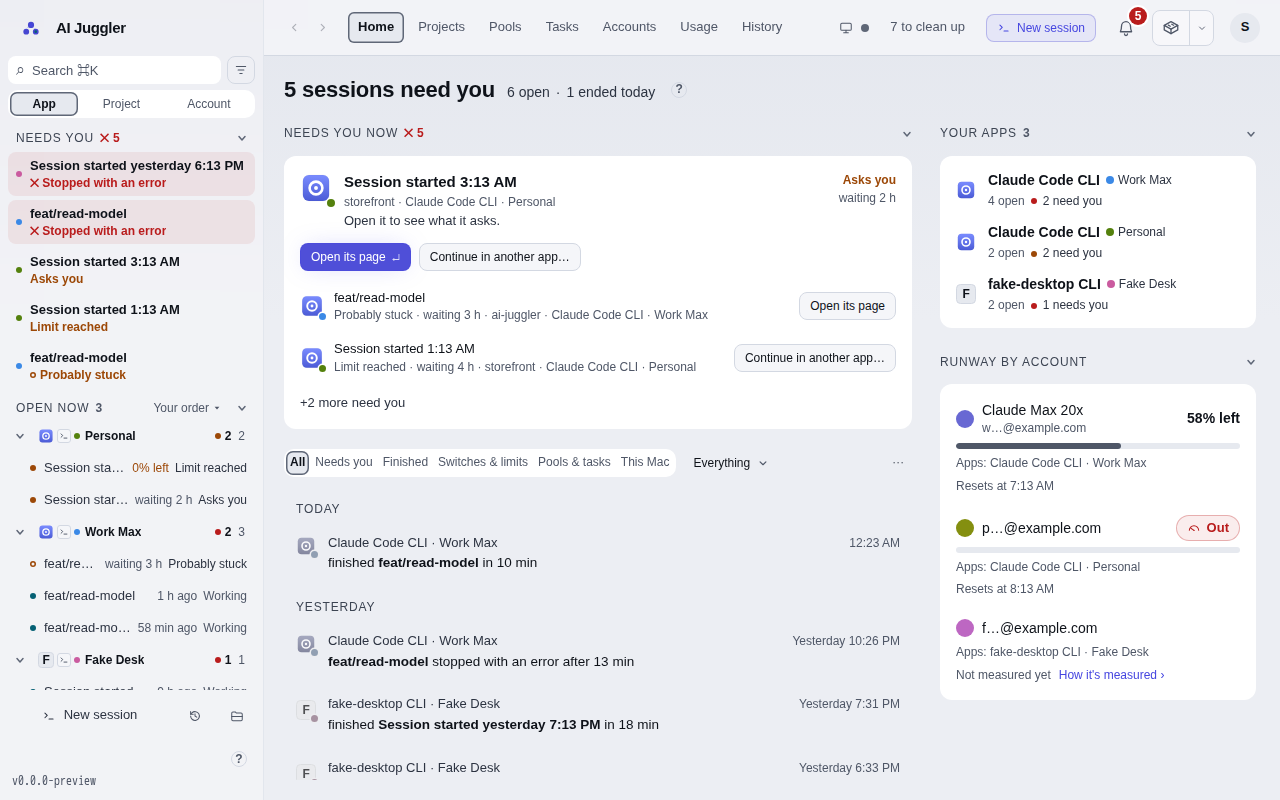 AI Juggler
Search ⌘K
App
Project
Account
NEEDS YOU 5
Session started yesterday 6:13 PM
Stopped with an error
feat/read-model
Stopped with an error
Session started 3:13 AM
Asks you
Session started 1:13 AM
Limit reached
feat/read-model
Probably stuck
OPEN NOW 3
Your order
Personal 2 2
Session sta… 0% left Limit reached
Session star… waiting 2 h Asks you
Work Max 2 3
feat/re… waiting 3 h Probably stuck
feat/read-model 1 h ago Working
feat/read-mo… 58 min ago Working
F Fake Desk 1 1
New session
?
v0.0.0-preview
Home
Projects
Pools
Tasks
Accounts
Usage
History
7 to clean up
New session
5
S
5 sessions need you 6 open · 1 ended today ?
NEEDS YOU NOW 5
Session started 3:13 AM
storefront · Claude Code CLI · Personal
Open it to see what it asks.
Asks you
waiting 2 h
Open its page
Continue in another app…
feat/read-model
Probably stuck · waiting 3 h · ai-juggler · Claude Code CLI · Work Max
Open its page
Session started 1:13 AM
Limit reached · waiting 4 h · storefront · Claude Code CLI · Personal
Continue in another app…
+2 more need you
All
Needs you
Finished
Switches & limits
Pools & tasks
This Mac
Everything
TODAY
Claude Code CLI · Work Max 12:23 AM
finished feat/read-model in 10 min
YESTERDAY
Claude Code CLI · Work Max Yesterday 10:26 PM
feat/read-model stopped with an error after 13 min
F
fake-desktop CLI · Fake Desk Yesterday 7:31 PM
finished Session started yesterday 7:13 PM in 18 min
F
fake-desktop CLI · Fake Desk Yesterday 6:33 PM
YOUR APPS 3
Claude Code CLI Work Max
4 open 2 need you
Claude Code CLI Personal
2 open 2 need you
F
fake-desktop CLI Fake Desk
2 open 1 needs you
RUNWAY BY ACCOUNT
Claude Max 20x
w…@example.com
58% left
Apps: Claude Code CLI · Work Max
Resets at 7:13 AM
p…@example.com
Out
Apps: Claude Code CLI · Personal
Resets at 8:13 AM
f…@example.com
Apps: fake-desktop CLI · Fake Desk
Not measured yet How it's measured ›